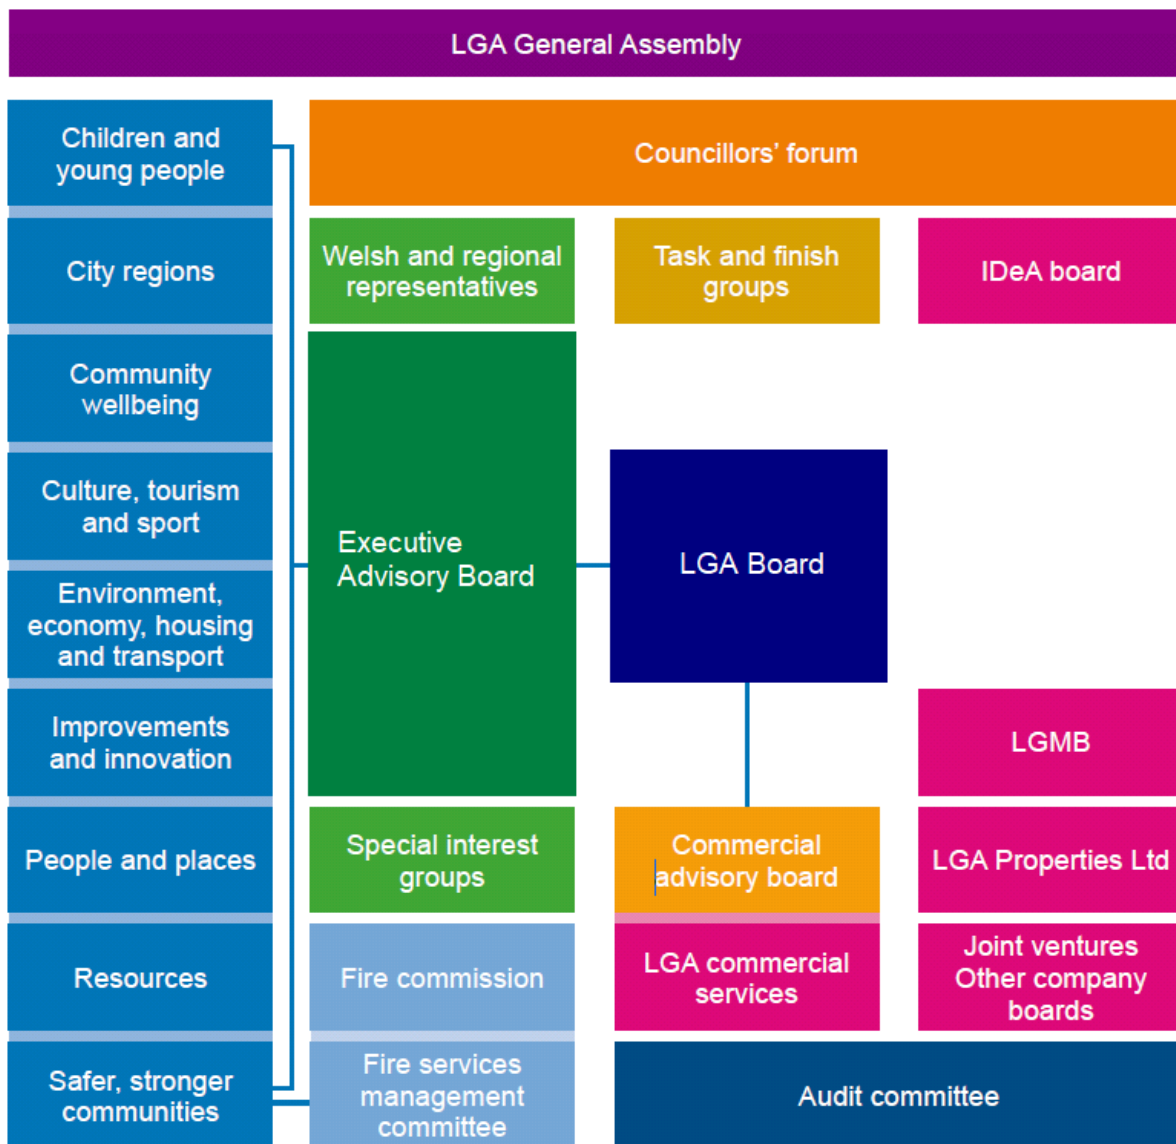 LGA General Assembly
Children and
young people
Councillors’ forum
City regions
Welsh and regional
representatives
Task and finish
groups
IDeA board
Community
wellbeing
Culture, tourism
and sport
Executive
Advisory Board
LGA Board
Environment,
economy, housing
and transport
Improvements
and innovation
LGMB
People and places
Special interest
groups
Commercial
advisory board
LGA Properties Ltd
Resources
Fire commission
LGA commercial
services
Joint ventures
Other company
boards
Safer, stronger
communities
Fire services
management
committee
Audit committee